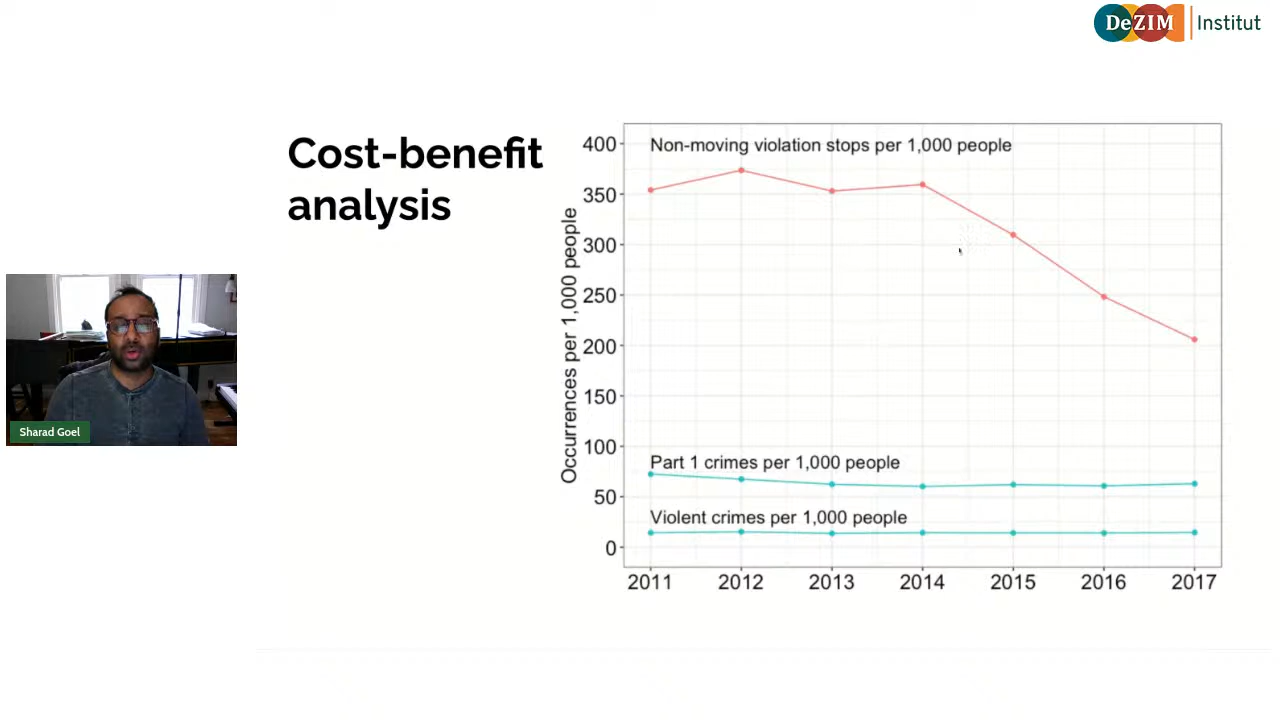 DeZIM Institut
Cost-benefit
analysis
Occurrences per 1,000 people
400
350
300
250
200
150
100
50
0
Non-moving violation stops per 1,000 people
Part 1 crimes per 1,000 people
Violent crimes per 1,000 people
2011 2012 2013 2014 2015 2016 2017
Sharad Goel